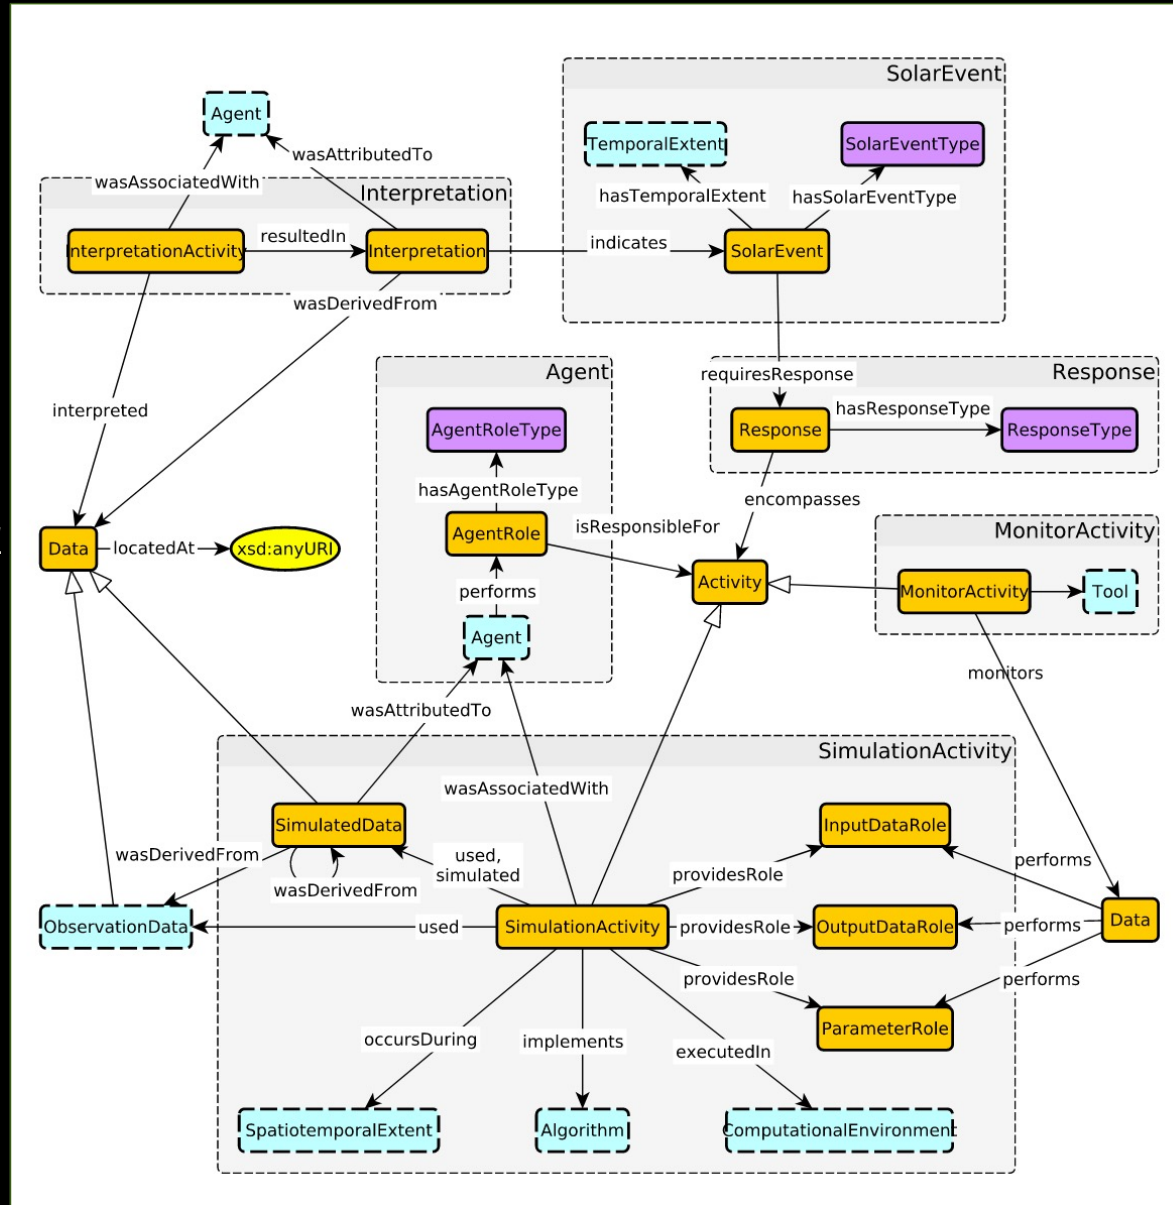 SolarEvent
Agent
TemporalExtent
SolarEventType
wasAttributedTo
wasAssociatedWith
Interpretation
hasTemporalExtent
hasSolarEventType
InterpretationActivity
resultedIn
Interpretation
indicates
SolarEvent
wasDerivedFrom
Agent
requiresResponse
Response
interpreted
AgentRoleType
Response
hasResponseType
ResponseType
hasAgentRoleType
encompasses
AgentRole
isResponsibleFor
MonitorActivity
Data
locatedAt
xsd:anyURI
performs
Activity
MonitorActivity
Tool
Agent
monitors
wasAttributedTo
SimulationActivity
wasAssociatedWith
SimulatedData
InputDataRole
wasDerivedFrom
used,
simulated
performs
wasDerivedFrom
providesRole
ObservationData
used
SimulationActivity
providesRole
OutputDataRole
performs
Data
providesRole
performs
ParameterRole
occursDuring
implements
executedIn
SpatiotemporalExtent
Algorithm
ComputationalEnvironment